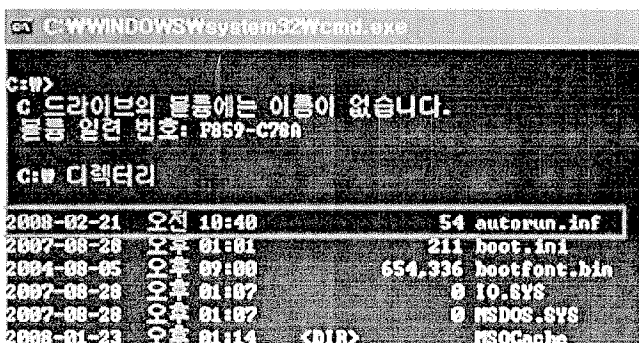 C:\WINDOWS\system32\cmd.exe
C:₩>
C 드라이브의 볼륨에는 이름이 없습니다.
볼륨 일련 번호: F859-C78A
C:₩ 디렉터리
2008-02-21 오전 10:40 54 autorun.inf
2007-08-28 오후 01:01 211 boot.ini
2004-08-05 오후 09:00 654,336 bootfont.bin
2007-08-28 오후 01:07 0 IO.SYS
2007-08-28 오후 01:07 0 MSDOS.SYS
2008-01-23 오후 01:14 <DIR> MSOCache